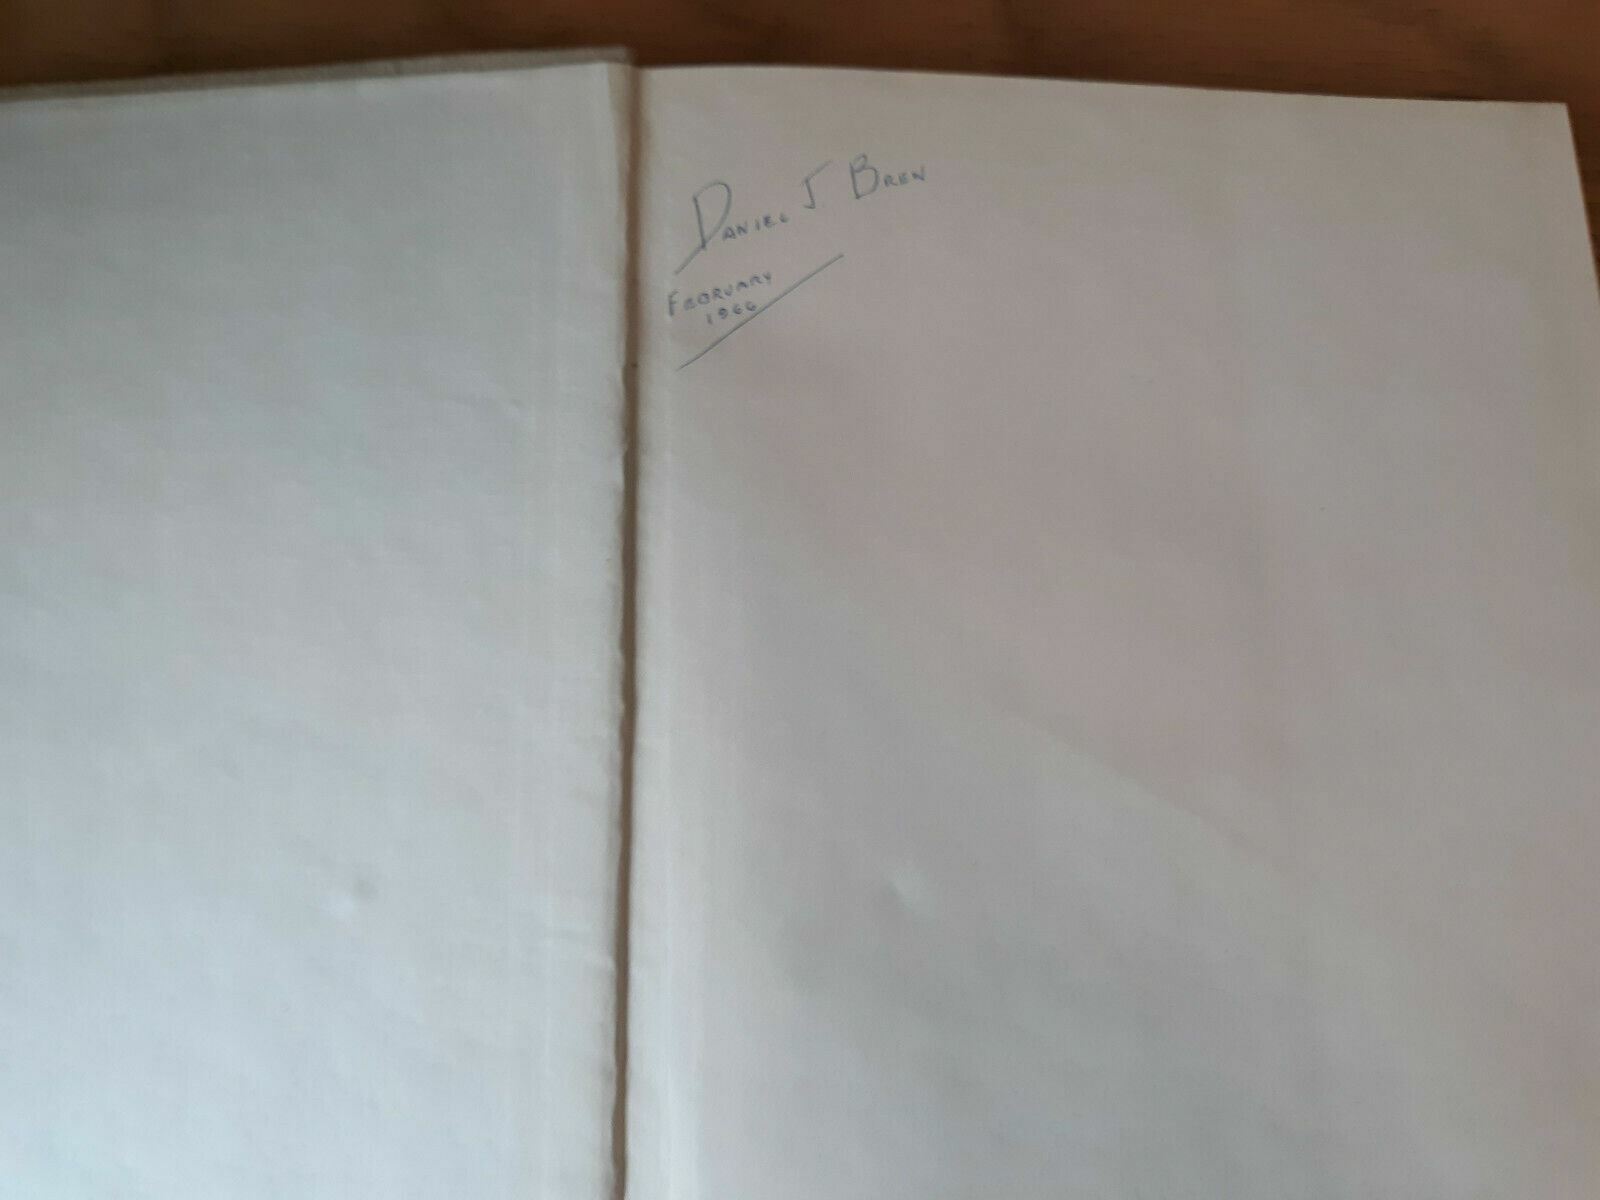 DANIEL J. BREN
FEBRUARY
1966